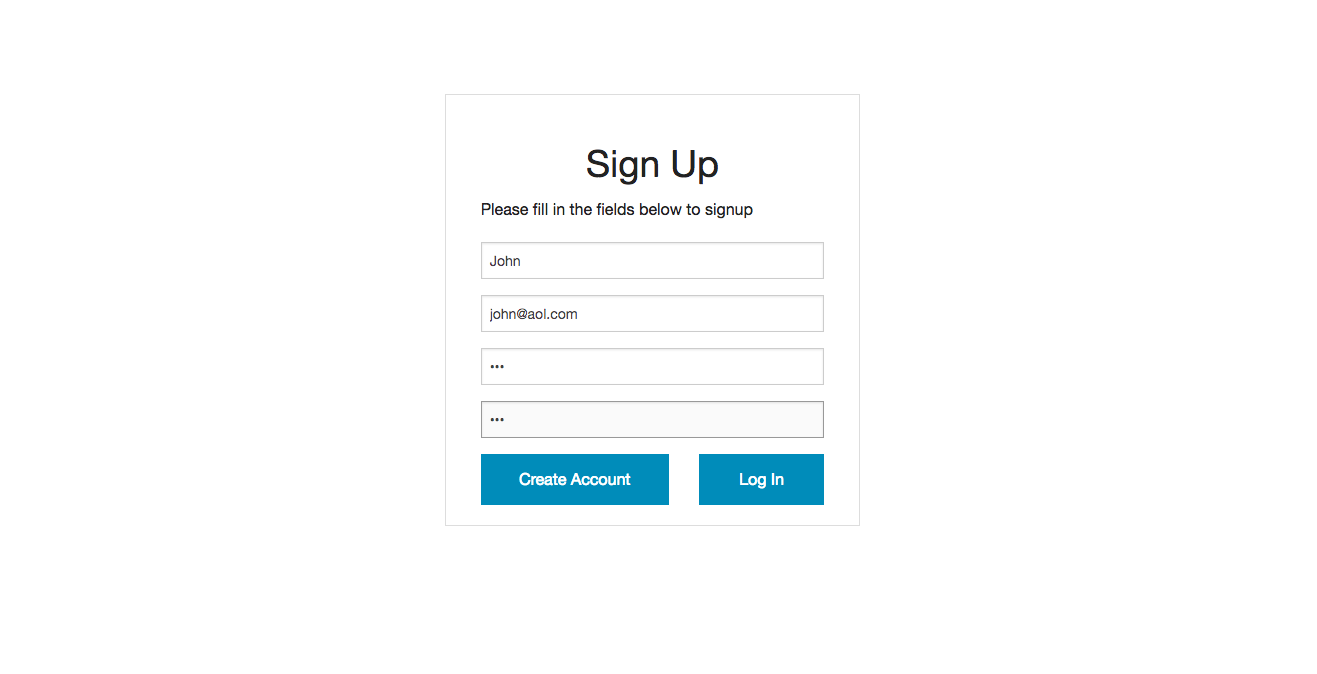 Sign Up
Please fill in the fields below to signup
John
john@aol.com
•••
•••
Create Account
Log In